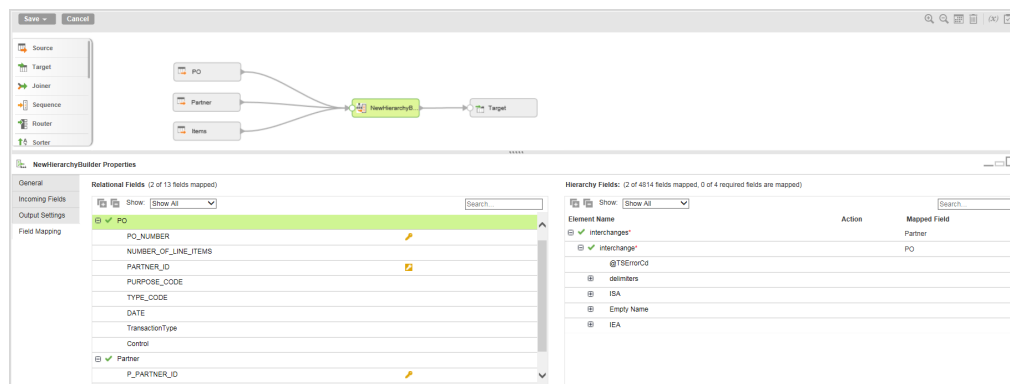 Save Cancel
(x)
Source
Target
Joiner
Sequence
Router
Sorter
PO
Partner
Items
NewHierarchyB...
Target
NewHierarchyBuilder Properties
General
Incoming Fields
Output Settings
Field Mapping
Relational Fields (2 of 13 fields mapped)
Show: Show All Search...
PO
PO_NUMBER
NUMBER_OF_LINE_ITEMS
PARTNER_ID
PURPOSE_CODE
TYPE_CODE
DATE
TransactionType
Control
Partner
P_PARTNER_ID
Hierarchy Fields: (2 of 4814 fields mapped, 0 of 4 required fields are mapped)
Show: Show All Search...
Element Name Action Mapped Field
interchanges* Partner
interchange* PO
@TSErrorCd
delimiters
ISA
Empty Name
IEA